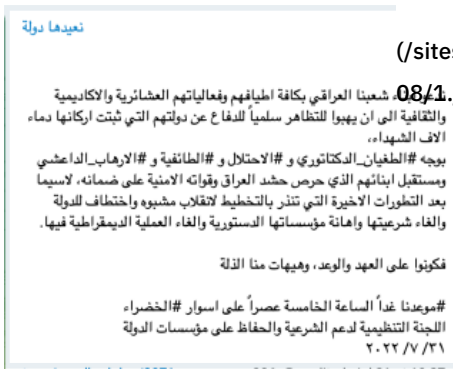 نعيدها دولة
(/sites
08/1.
شعبنا العراقي بكافة اطيافهم وفعالياتهم العشائرية والاكاديمية
والثقافية الى ان يهبوا للتظاهر سلمياً للدفاع عن دولتهم التي ثبتت اركانها دماء
الاف الشهداء،
بوجه #الطغيان_الدكتاتوري و #الاحتلال و #الطائفية و #الارهاب_الداعشي
ومستقبل ابنائهم الذي حرص حشد العراق وقواته الامنية على ضمانه، لاسيما
بعد التطورات الاخيرة التي تنذر بالتخطيط لانقلاب مشبوه واختطاف للدولة
والغاء شرعيتها واهانة مؤسساتها الدستورية والغاء العملية الديمقراطية فيها.
فكونوا على العهد والوعد، وهيهات منا الذلة
#موعدنا غداً الساعة الخامسة عصراً على اسوار #الخضراء
اللجنة التنظيمية لدعم الشرعية والحفاظ على مؤسسات الدولة
٣١/ ٧/ ٢٠٢٢